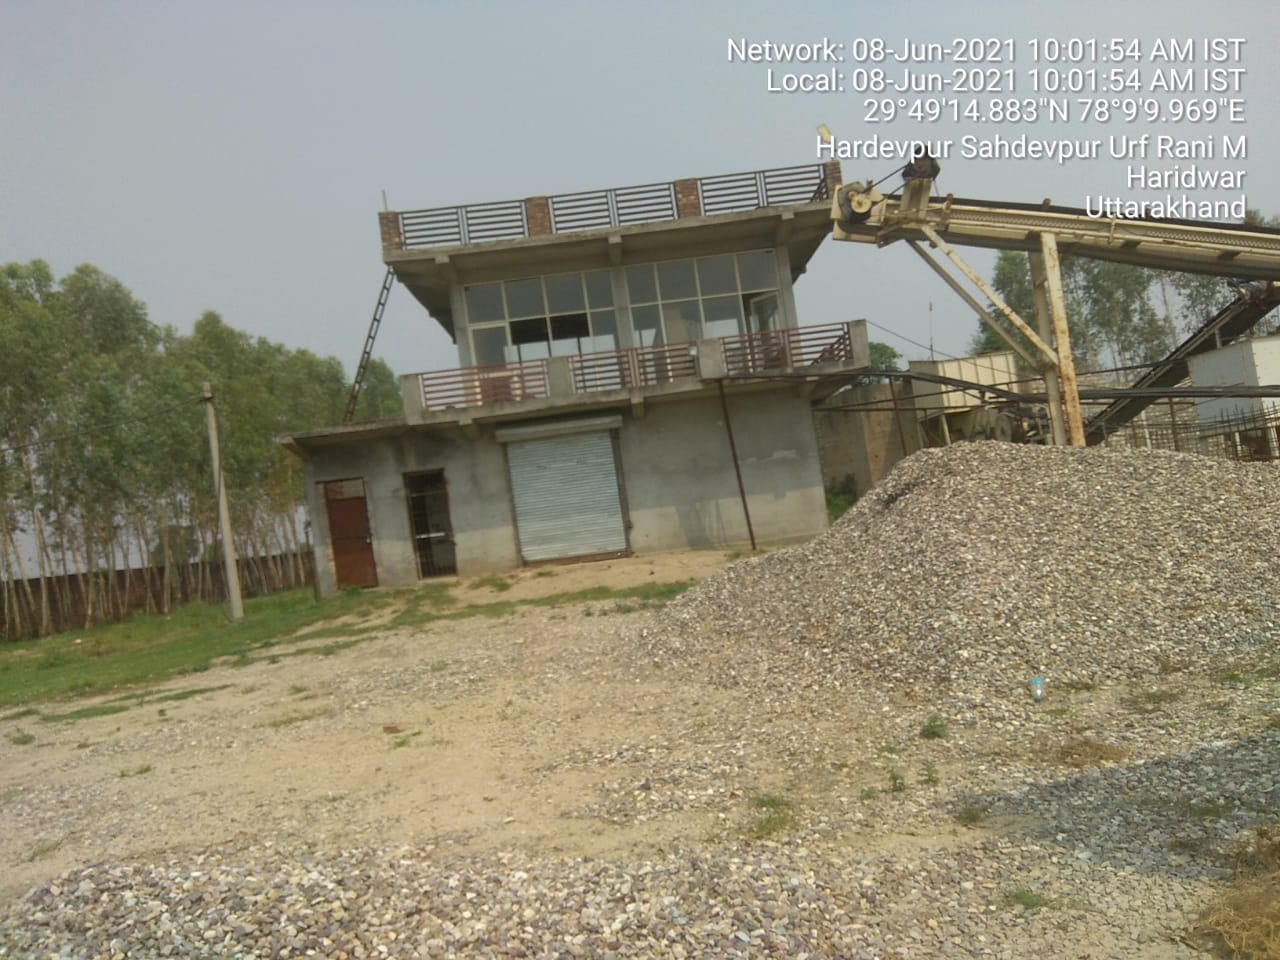 Network: 08-Jun-2021 10:01:54 AM IST
Local: 08-Jun-2021 10:01:54 AM IST
29°49'14.883"N 78°9'9.969"E
Hardevpur Sahdevpur Urf Rani M
Haridwar
Uttarakhand